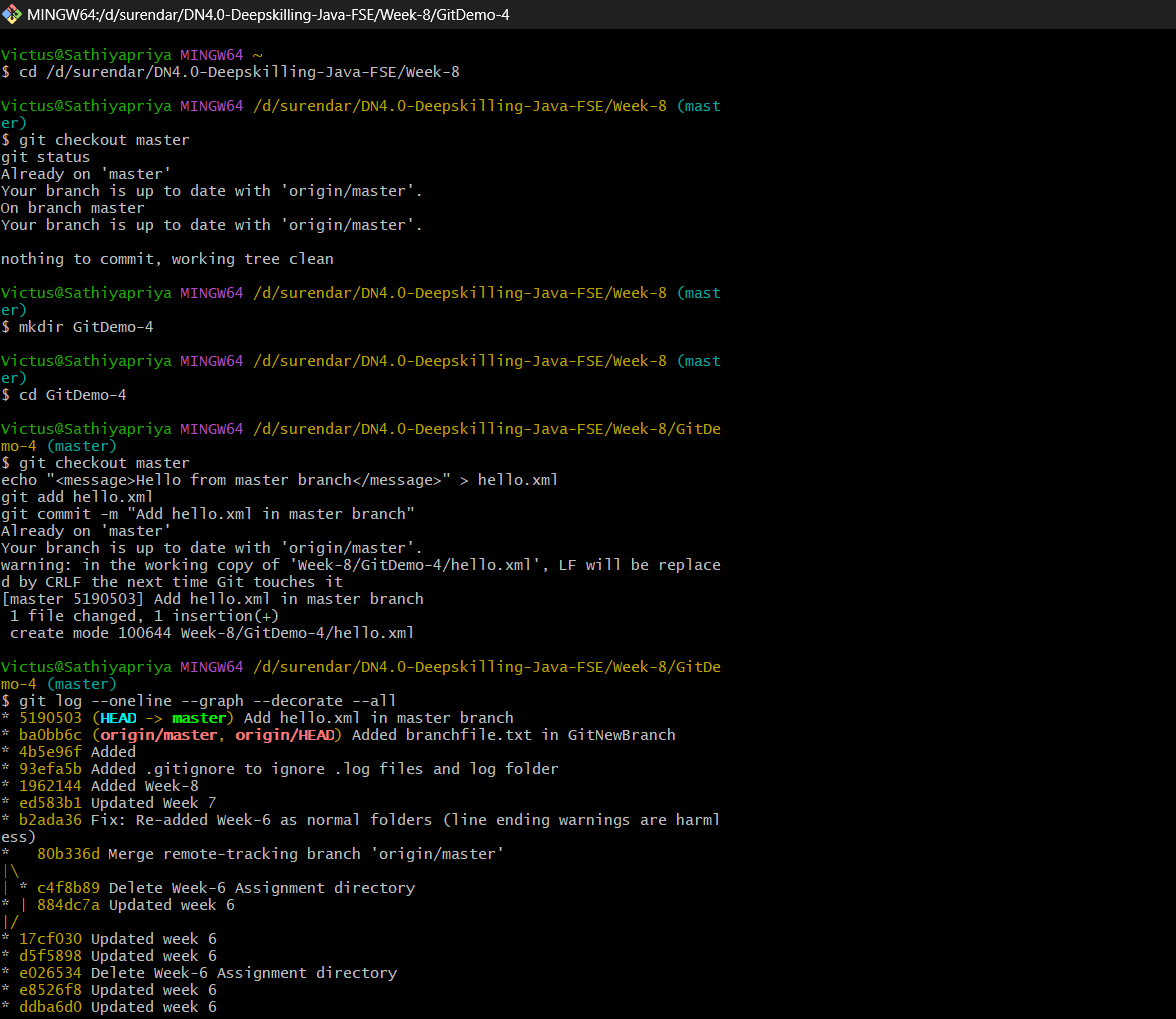 MINGW64:/d/surendar/DN4.0-Deepskilling-Java-FSE/Week-8/GitDemo-4
Victus@Sathiyapriya MINGW64 ~
$ cd /d/surendar/DN4.0-Deepskilling-Java-FSE/Week-8
Victus@Sathiyapriya MINGW64 /d/surendar/DN4.0-Deepskilling-Java-FSE/Week-8 (mast
er)
$ git checkout master
git status
Already on 'master'
Your branch is up to date with 'origin/master'.
On branch master
Your branch is up to date with 'origin/master'.
nothing to commit, working tree clean
Victus@Sathiyapriya MINGW64 /d/surendar/DN4.0-Deepskilling-Java-FSE/Week-8 (mast
er)
$ mkdir GitDemo-4
Victus@Sathiyapriya MINGW64 /d/surendar/DN4.0-Deepskilling-Java-FSE/Week-8 (mast
er)
$ cd GitDemo-4
Victus@Sathiyapriya MINGW64 /d/surendar/DN4.0-Deepskilling-Java-FSE/Week-8/GitDe
mo-4 (master)
$ git checkout master
echo "<message>Hello from master branch</message>" > hello.xml
git add hello.xml
git commit -m "Add hello.xml in master branch"
Already on 'master'
Your branch is up to date with 'origin/master'.
warning: in the working copy of 'Week-8/GitDemo-4/hello.xml', LF will be replace
d by CRLF the next time Git touches it
[master 5190503] Add hello.xml in master branch
 1 file changed, 1 insertion(+)
 create mode 100644 Week-8/GitDemo-4/hello.xml
Victus@Sathiyapriya MINGW64 /d/surendar/DN4.0-Deepskilling-Java-FSE/Week-8/GitDe
mo-4 (master)
$ git log --oneline --graph --decorate --all
* 5190503 (HEAD -> master) Add hello.xml in master branch
* ba0bb6c (origin/master, origin/HEAD) Added branchfile.txt in GitNewBranch
* 4b5e96f Added
* 93efa5b Added .gitignore to ignore .log files and log folder
* 1962144 Added Week-8
* ed583b1 Updated Week 7
* b2ada36 Fix: Re-added Week-6 as normal folders (line ending warnings are harml
ess)
*   80b336d Merge remote-tracking branch 'origin/master'
|\
| * c4f8b89 Delete Week-6 Assignment directory
* | 884dc7a Updated week 6
|/
* 17cf030 Updated week 6
* d5f5898 Updated week 6
* e026534 Delete Week-6 Assignment directory
* e8526f8 Updated week 6
* ddba6d0 Updated week 6